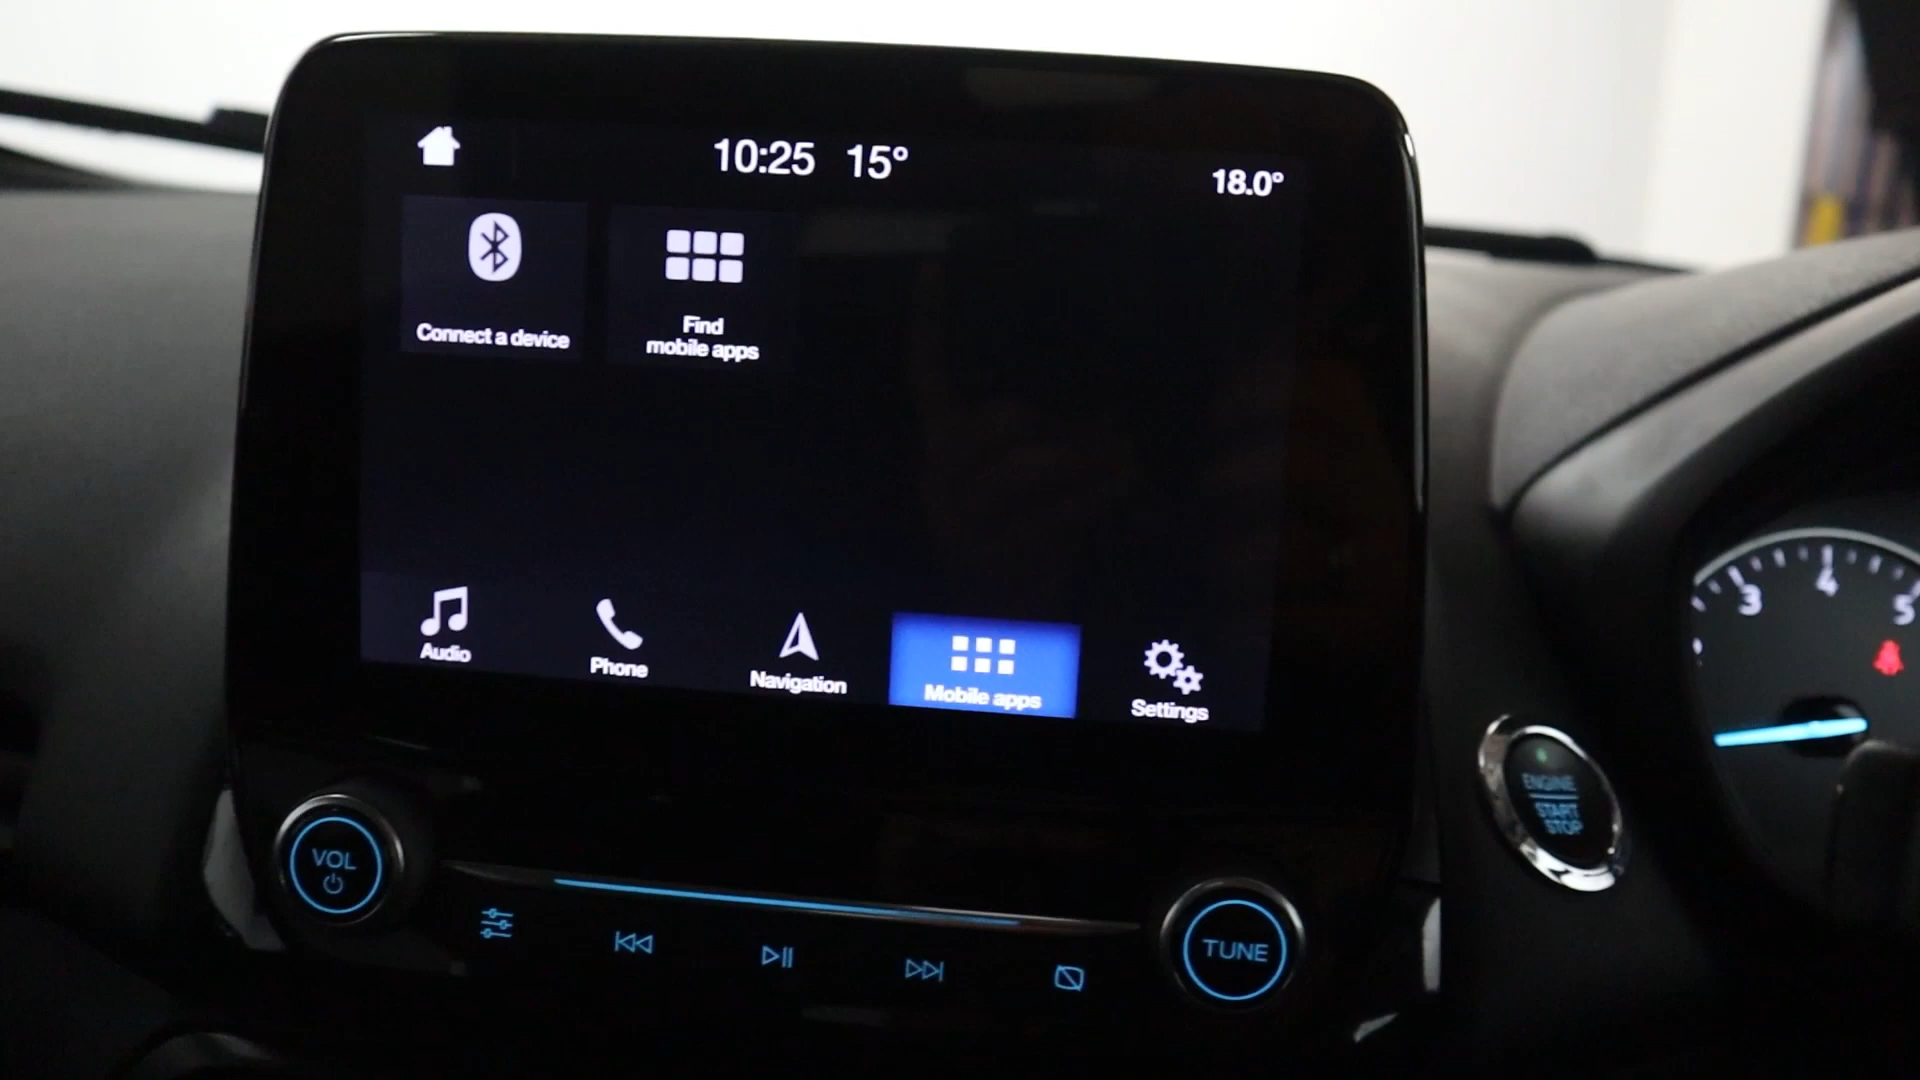 10:25 15° 18.0°
Connect a device
Find
mobile apps
Audio
Phone
Navigation
Mobile apps
Settings
VOL
TUNE
ENGINE
START
STOP
3
4
5